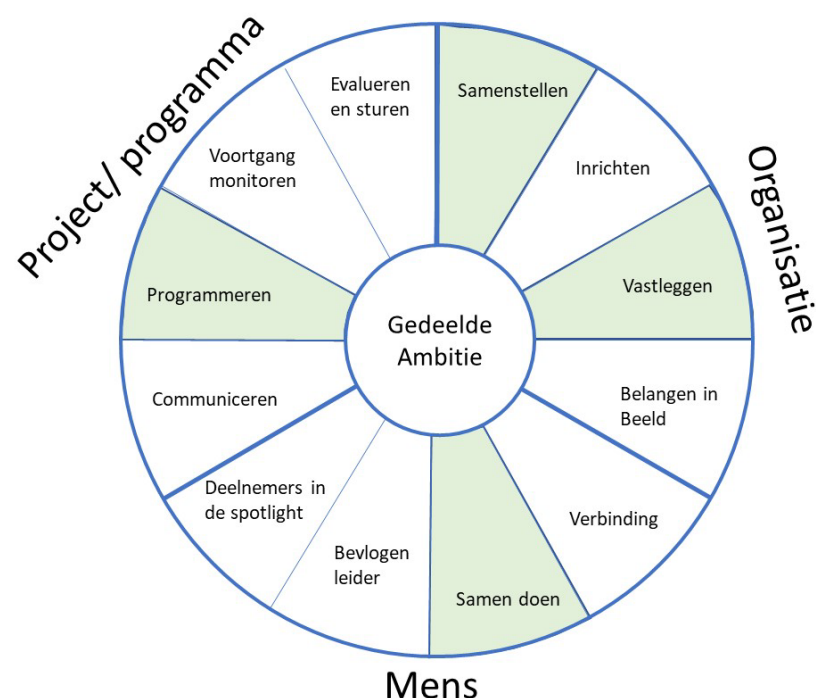 Project/ programma
Evalueren
en sturen
Samenstellen
Voortgang
monitoren
Inrichten
Organisatie
Programmeren
Vastleggen
Gedeelde
Ambitie
Communiceren
Belangen in
Beeld
Deelnemers in
de spotlight
Verbinding
Bevlogen
leider
Samen doen
Mens